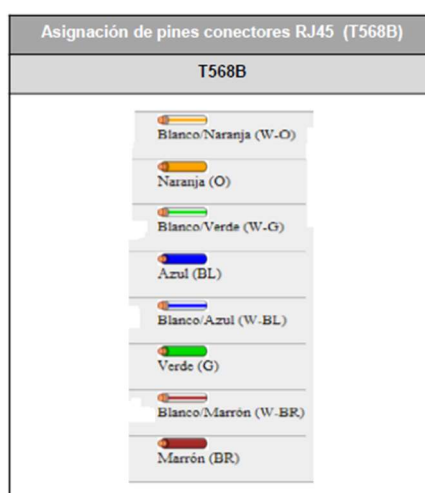 Asignación de pines conectores RJ45 (T568B)
T568B
Blanco/Naranja (W-O)
Naranja (O)
Blanco/Verde (W-G)
Azul (BL)
Blanco/Azul (W-BL)
Verde (G)
Blanco/Marrón (W-BR)
Marrón (BR)